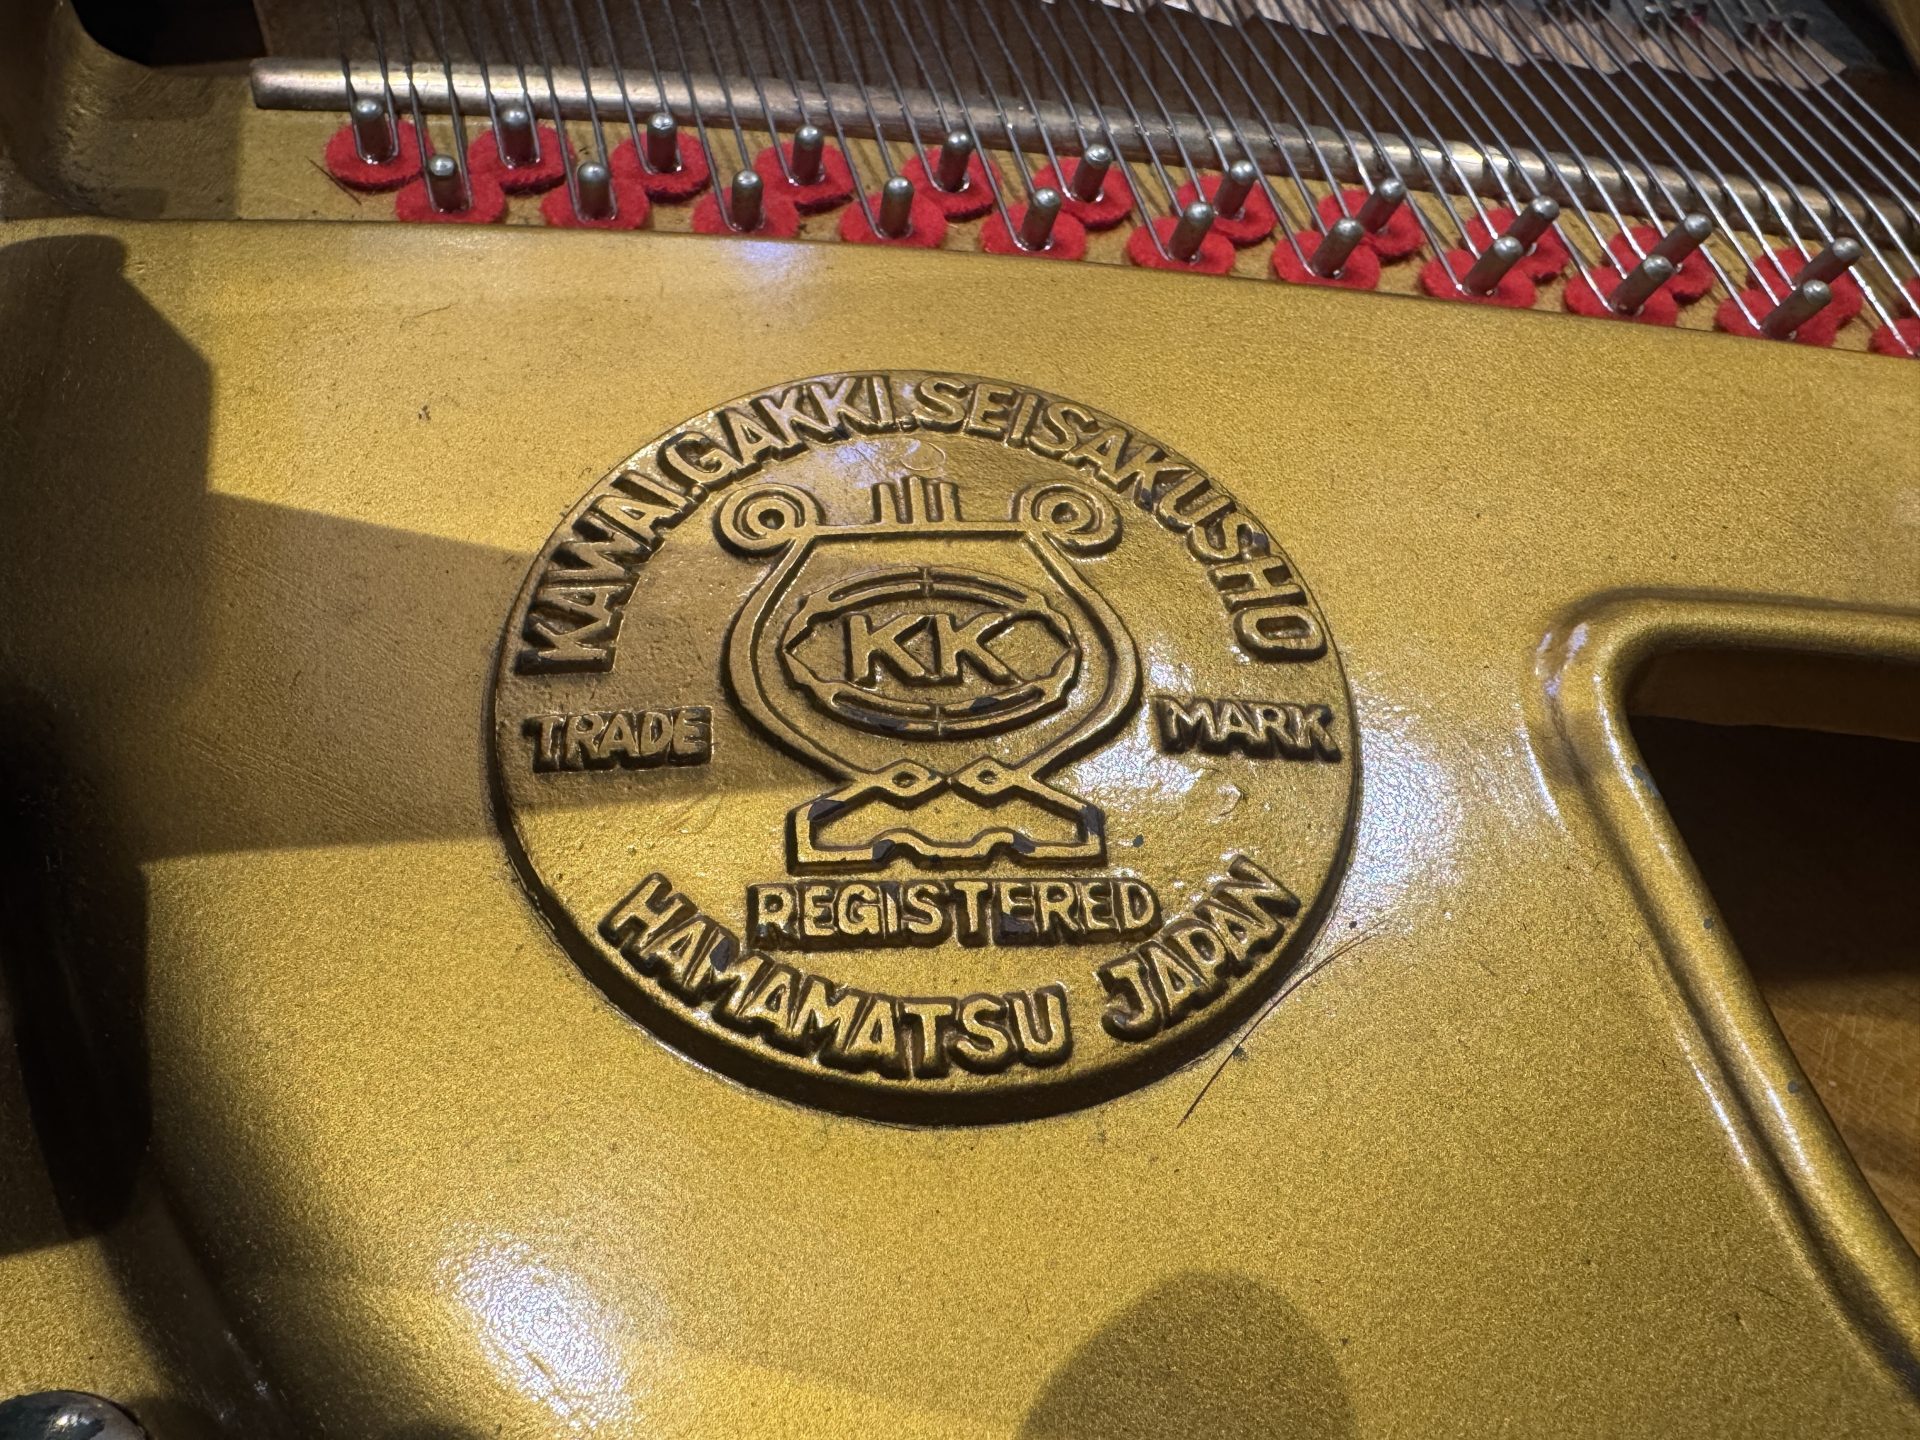 KAWAI.GAKKI.SEISAKUSHO
KK
TRADE MARK
REGISTERED
HAMAMATSU JAPAN